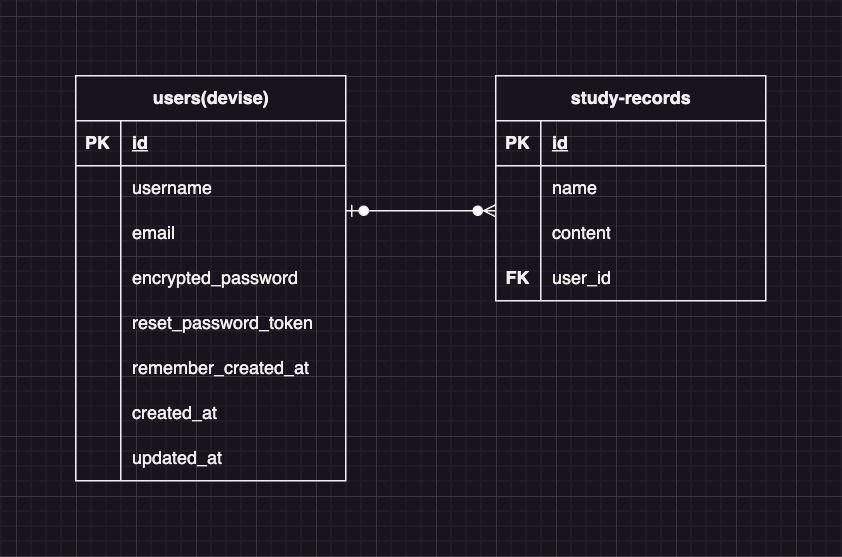 users(devise)
PK id
username
email
encrypted_password
reset_password_token
remember_created_at
created_at
updated_at
study-records
PK id
name
content
FK user_id